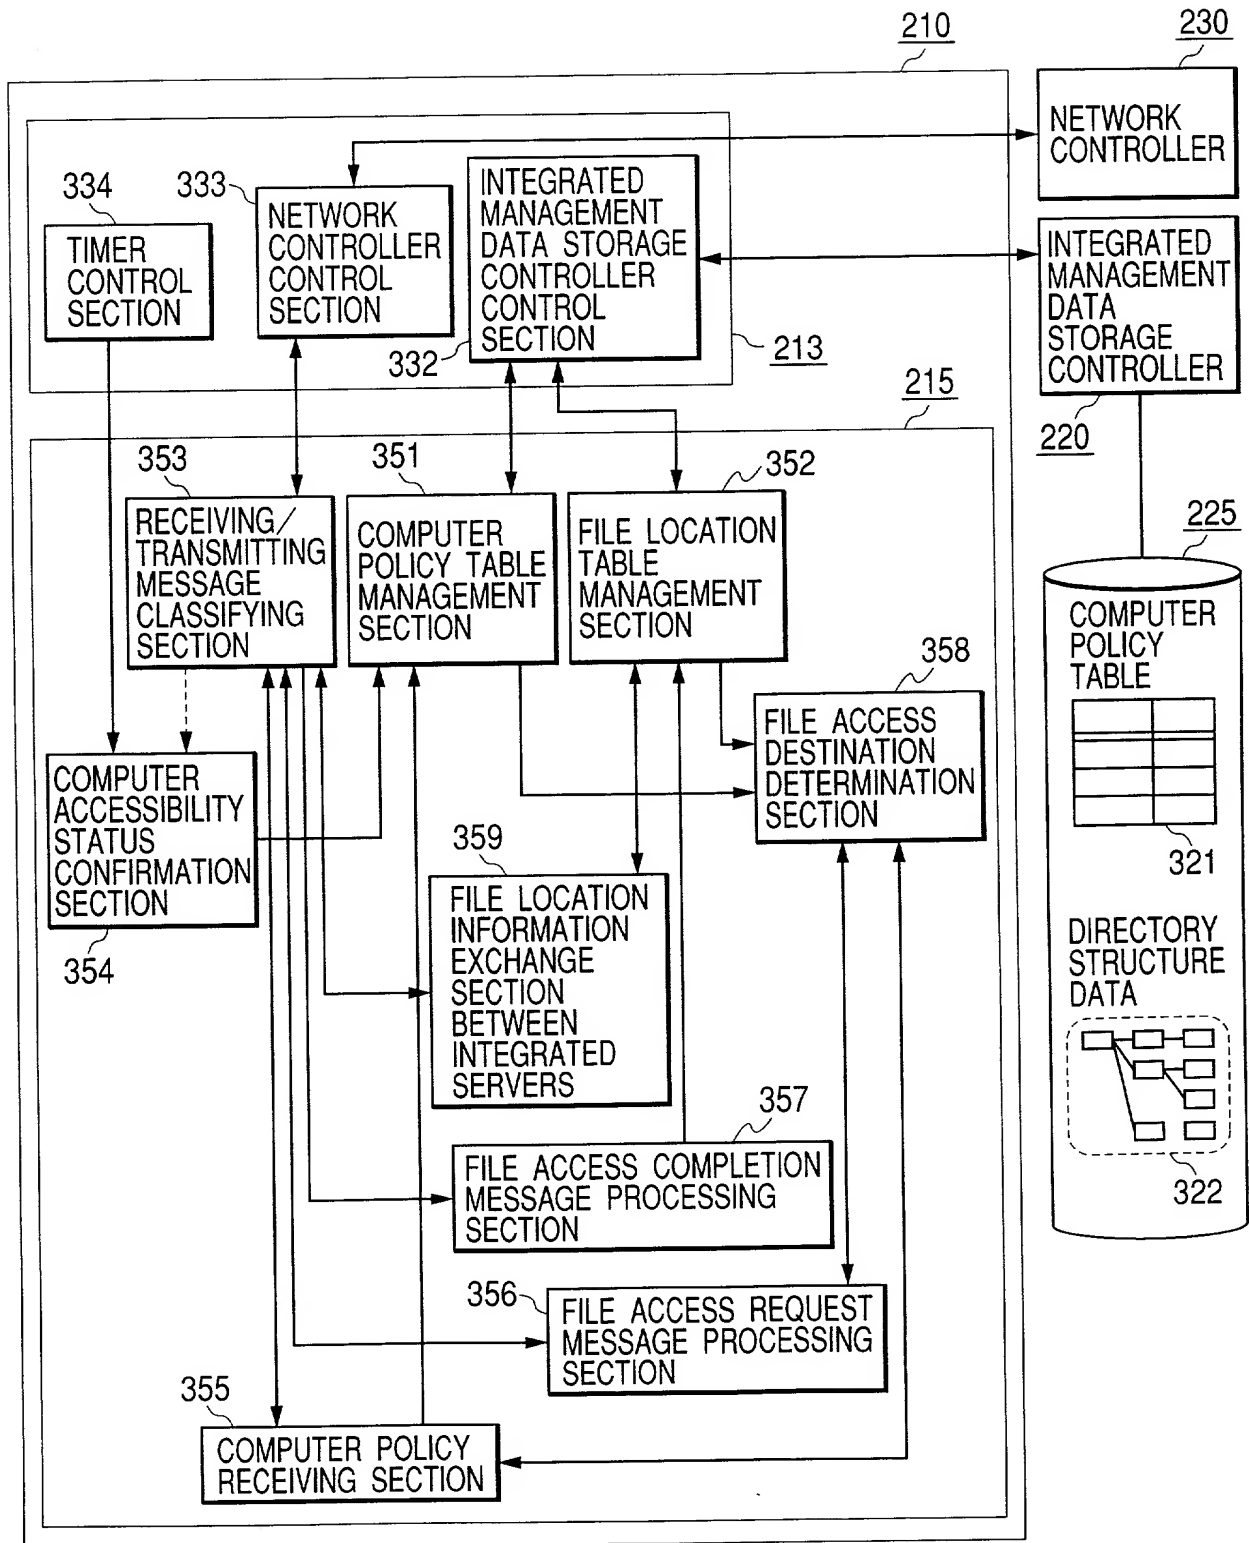 210
230
NETWORK
CONTROLLER
334
TIMER
CONTROL
SECTION
333
NETWORK
CONTROLLER
CONTROL
SECTION
INTEGRATED
MANAGEMENT
DATA STORAGE
CONTROLLER
CONTROL
SECTION
332
213
INTEGRATED
MANAGEMENT
DATA
STORAGE
CONTROLLER
220
215
353
RECEIVING/
TRANSMITTING
MESSAGE
CLASSIFYING
SECTION
351
COMPUTER
POLICY TABLE
MANAGEMENT
SECTION
352
FILE LOCATION
TABLE
MANAGEMENT
SECTION
225
COMPUTER
POLICY
TABLE
321
DIRECTORY
STRUCTURE
DATA
322
358
FILE ACCESS
DESTINATION
DETERMINATION
SECTION
COMPUTER
ACCESSIBILITY
STATUS
CONFIRMATION
SECTION
354
359
FILE LOCATION
INFORMATION
EXCHANGE
SECTION
BETWEEN
INTEGRATED
SERVERS
357
FILE ACCESS COMPLETION
MESSAGE PROCESSING
SECTION
356
FILE ACCESS REQUEST
MESSAGE PROCESSING
SECTION
355
COMPUTER POLICY
RECEIVING SECTION